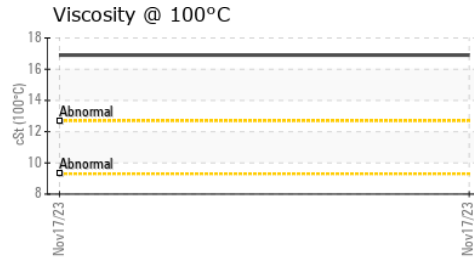 Viscosity @ 100°C
cSt (100°C)
18
16
14
12
10
8
Abnormal
Abnormal
Nov17/23
Nov17/23